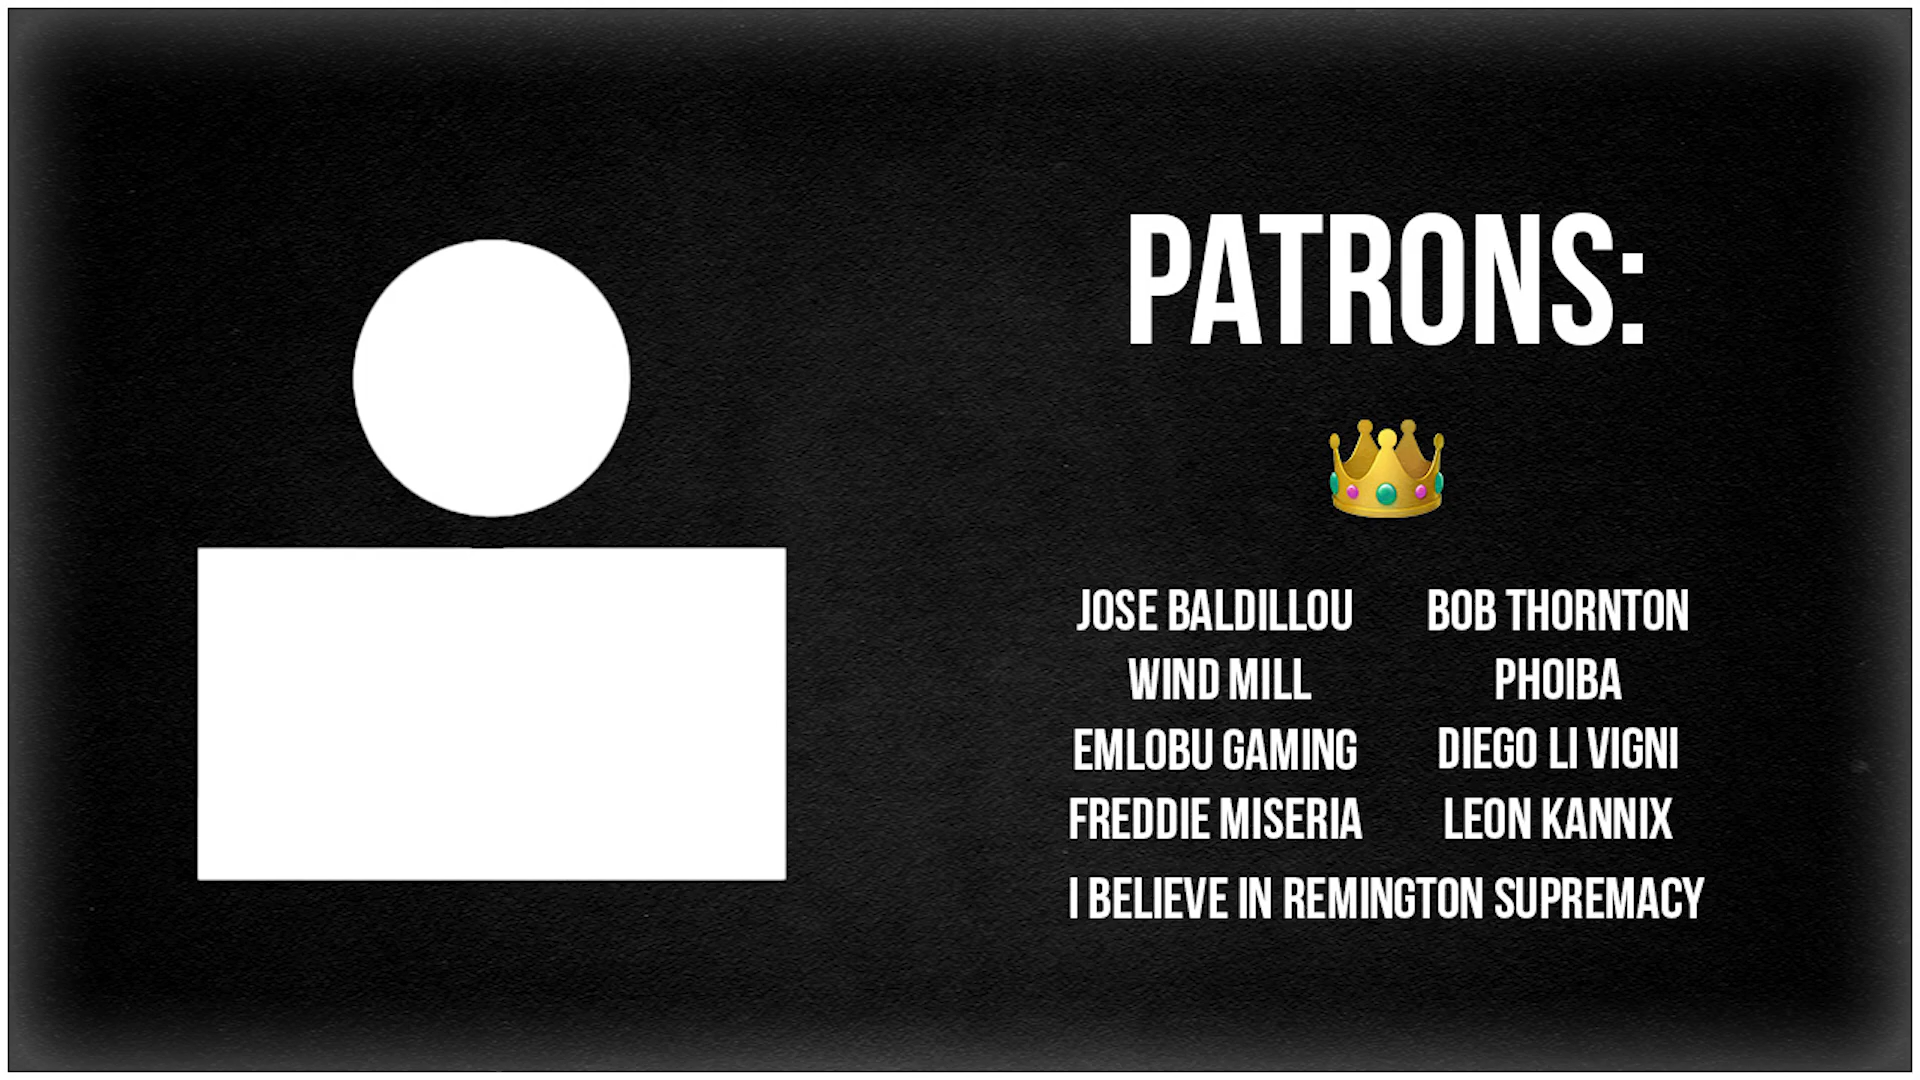 PATRONS:
JOSE BALDILLOU
BOB THORNTON
WIND MILL
PHOIBA
EMLOBU GAMING
DIEGO LI VIGNI
FREDDIE MISERIA
LEON KANNIX
I BELIEVE IN REMINGTON SUPREMACY